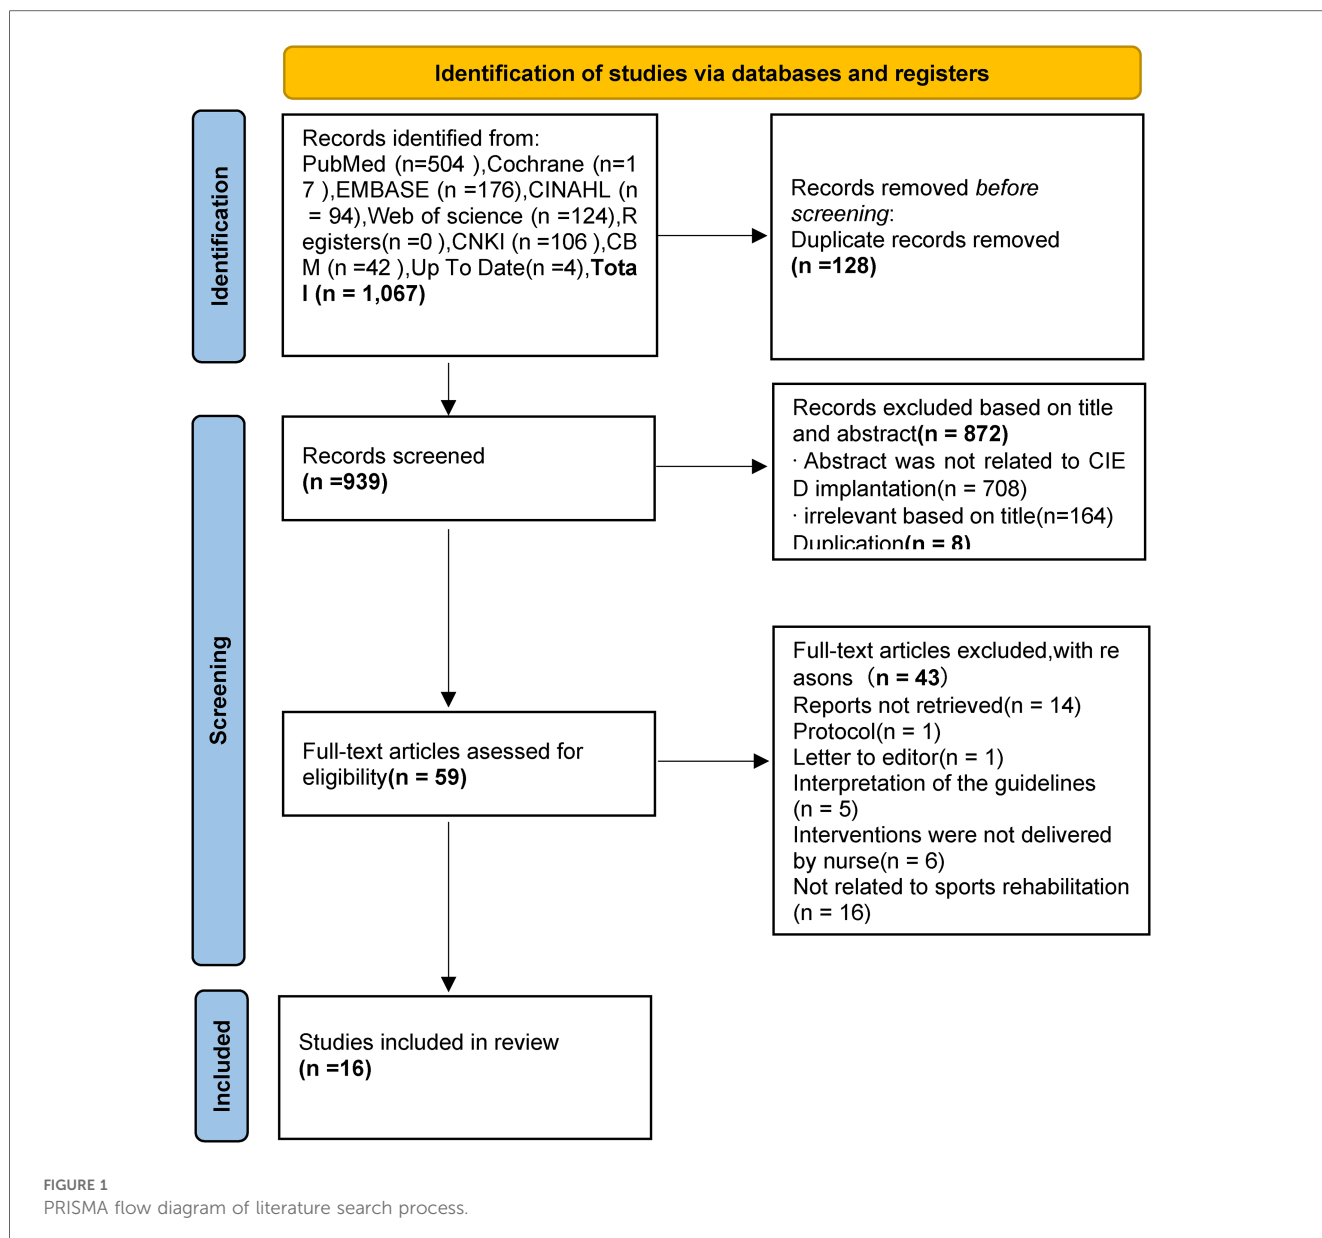 Identification of studies via databases and registers
Identification
Records identified from:
PubMed (n=504 ),Cochrane (n=1
7 ),EMBASE (n =176),CINAHL (n
= 94),Web of science (n =124),R
egisters(n =0 ),CNKI (n =106 ),CB
M (n =42 ),Up To Date(n =4),Tota
l (n = 1,067)
Records removed before
screening:
Duplicate records removed
(n =128)
Screening
Records screened
(n =939)
Records excluded based on title
and abstract(n = 872)
· Abstract was not related to CIE
D implantation(n = 708)
· irrelevant based on title(n=164)
Duplication(n = 8)
Full-text articles asessed for
eligibility(n = 59)
Full-text articles excluded,with re
asons（n = 43）
Reports not retrieved(n = 14)
Protocol(n = 1)
Letter to editor(n = 1)
Interpretation of the guidelines
(n = 5)
Interventions were not delivered
by nurse(n = 6)
Not related to sports rehabilitation
(n = 16)
Included
Studies included in review
(n =16)
FIGURE 1
PRISMA flow diagram of literature search process.